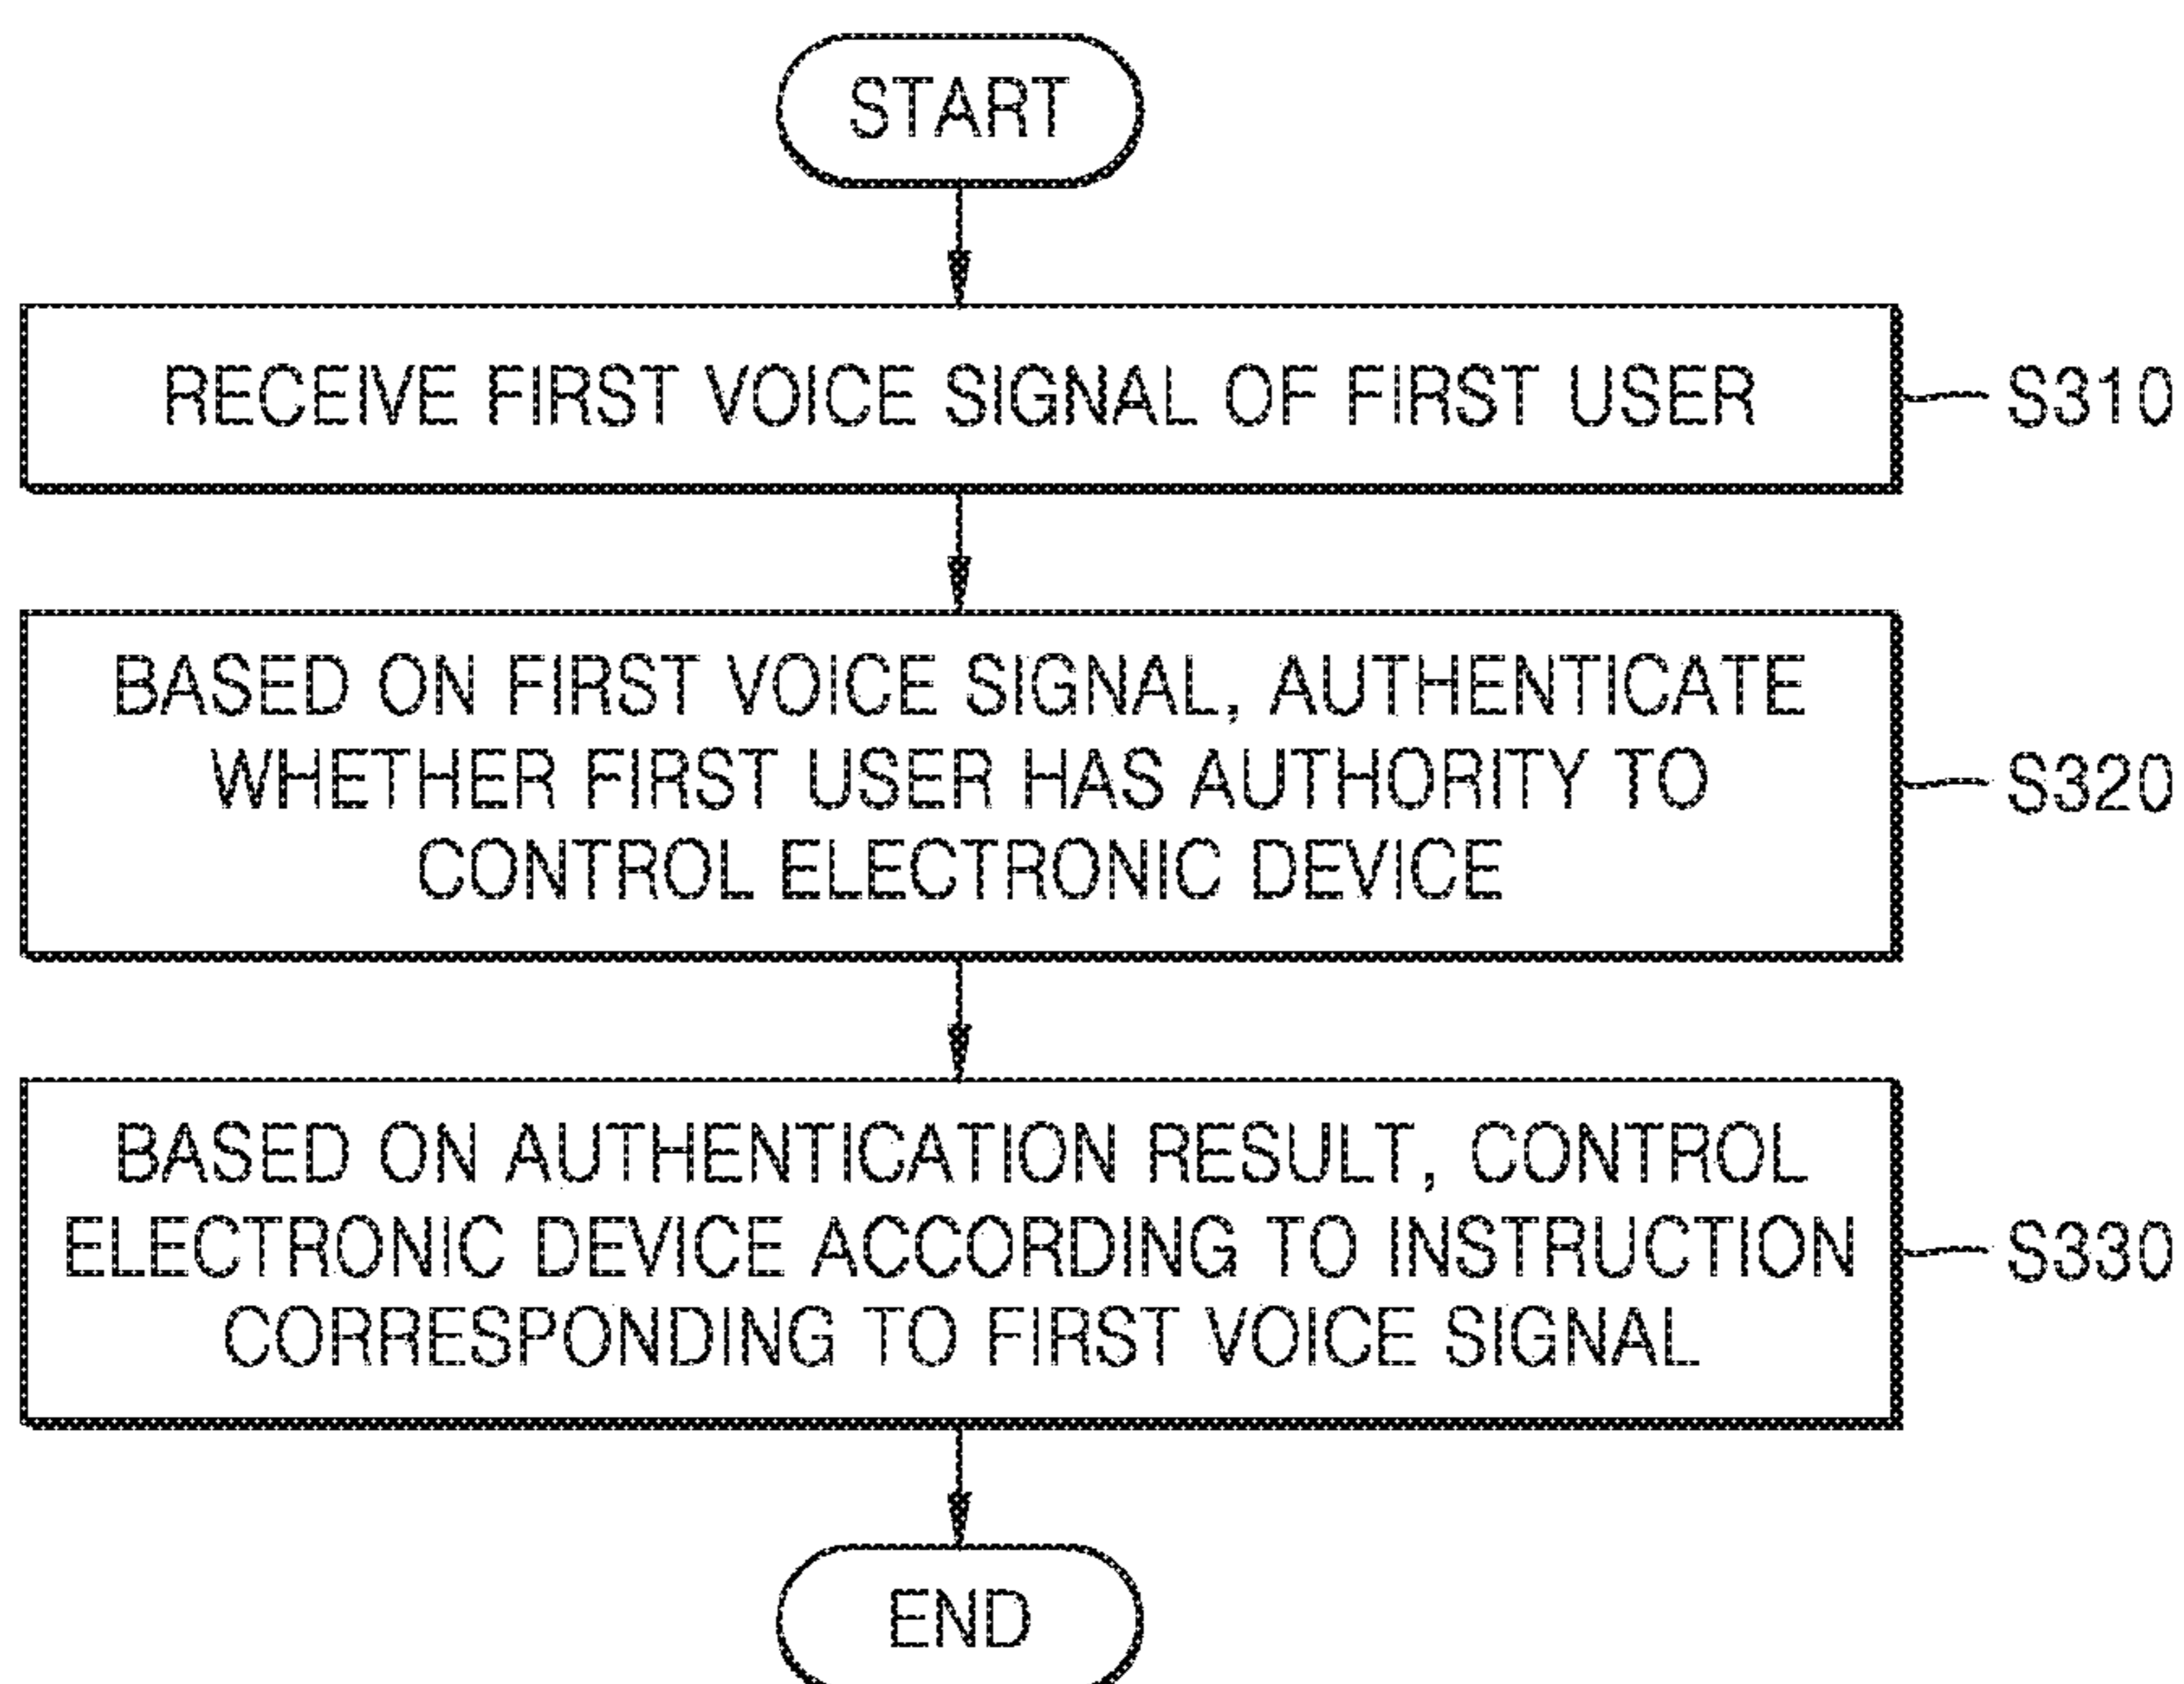 START
RECEIVE FIRST VOICE SIGNAL OF FIRST USER
S310
BASED ON FIRST VOICE SIGNAL, AUTHENTICATE
WHETHER FIRST USER HAS AUTHORITY TO
CONTROL ELECTRONIC DEVICE
S320
BASED ON AUTHENTICATION RESULT, CONTROL
ELECTRONIC DEVICE ACCORDING TO INSTRUCTION
CORRESPONDING TO FIRST VOICE SIGNAL
S330
END